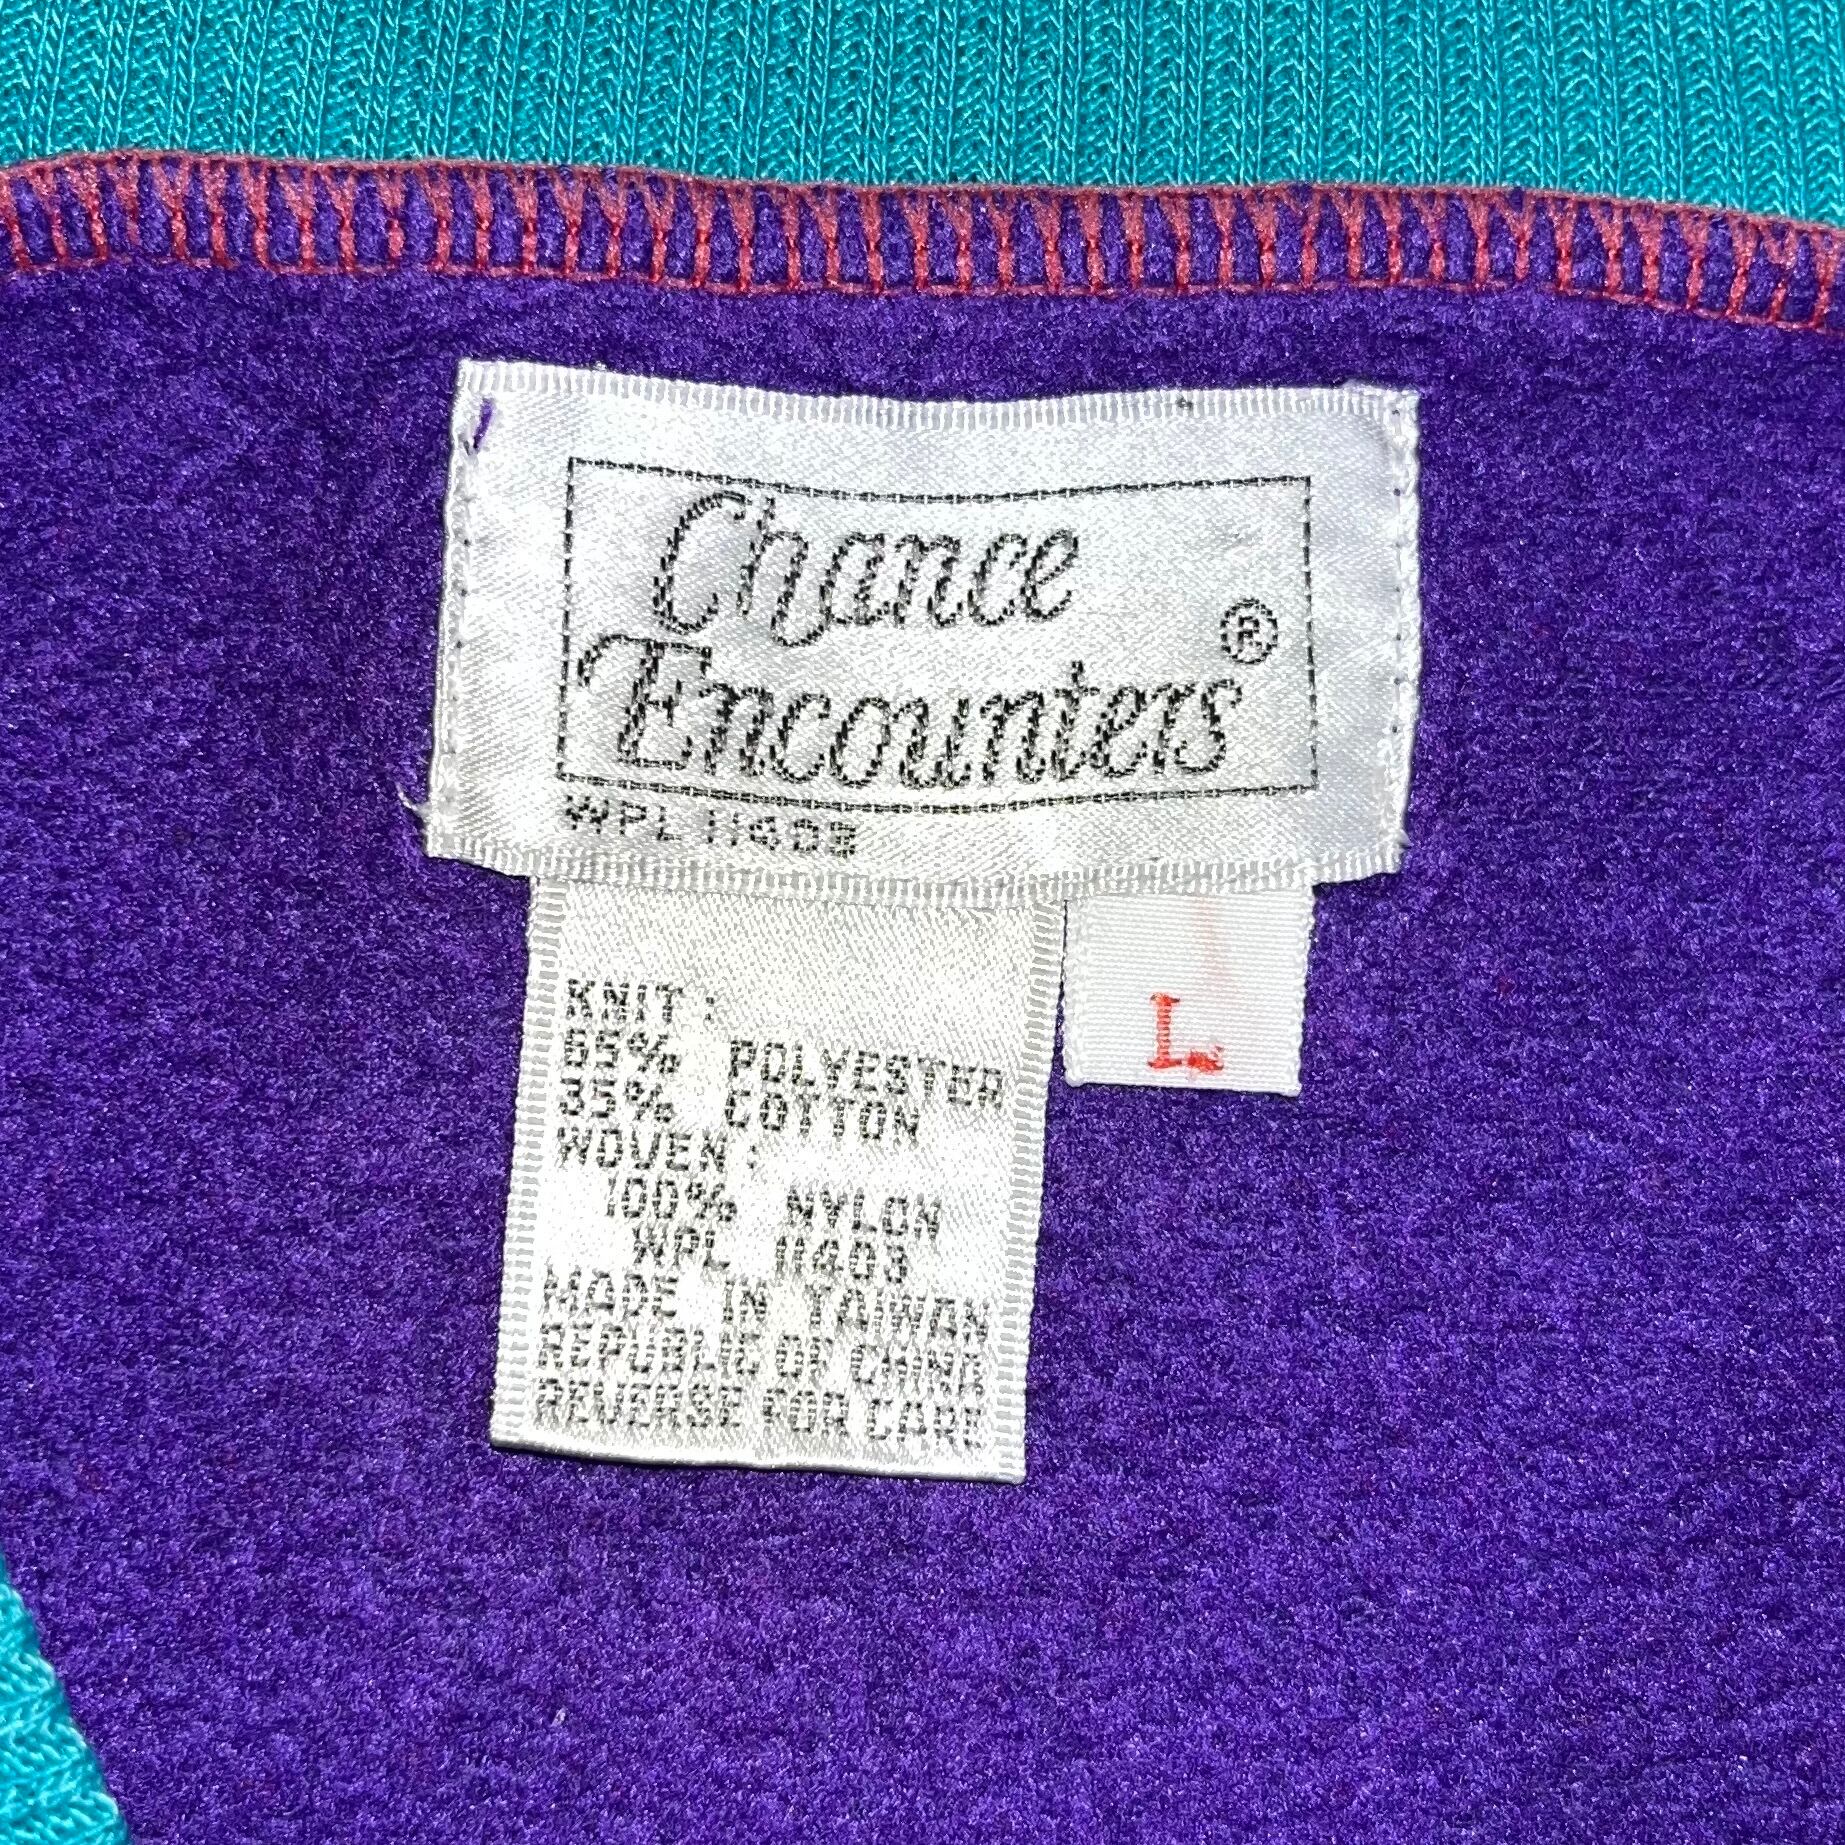 Chance
Encounters ®
WPL 11403
L
KNIT:
65% POLYESTER
35% COTTON
WOVEN:
100% NYLON
WPL 11403
MADE IN TAIWAN
REPUBLIC OF CHINA
REVERSE FOR CARE